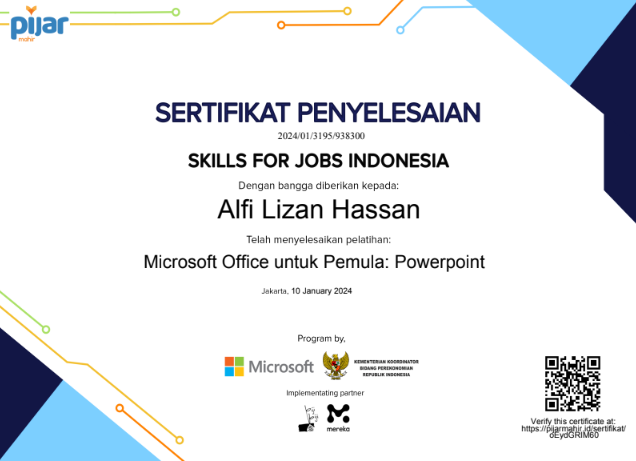 pijar
mahir
SERTIFIKAT PENYELESAIAN
2024/01/3195/938300
SKILLS FOR JOBS INDONESIA
Dengan bangga diberikan kepada:
Alfi Lizan Hassan
Telah menyelesaikan pelatihan:
Microsoft Office untuk Pemula: Powerpoint
Jakarta, 10 January 2024
Program by,
Microsoft
KEMENTERIAN KOORDINATOR
BIDANG PEREKONOMIAN
REPUBLIK INDONESIA
Implementating partner
mereka
Verify this certificate at:
https://pijarmahir.id/sertifikat/
oEydGRIM60